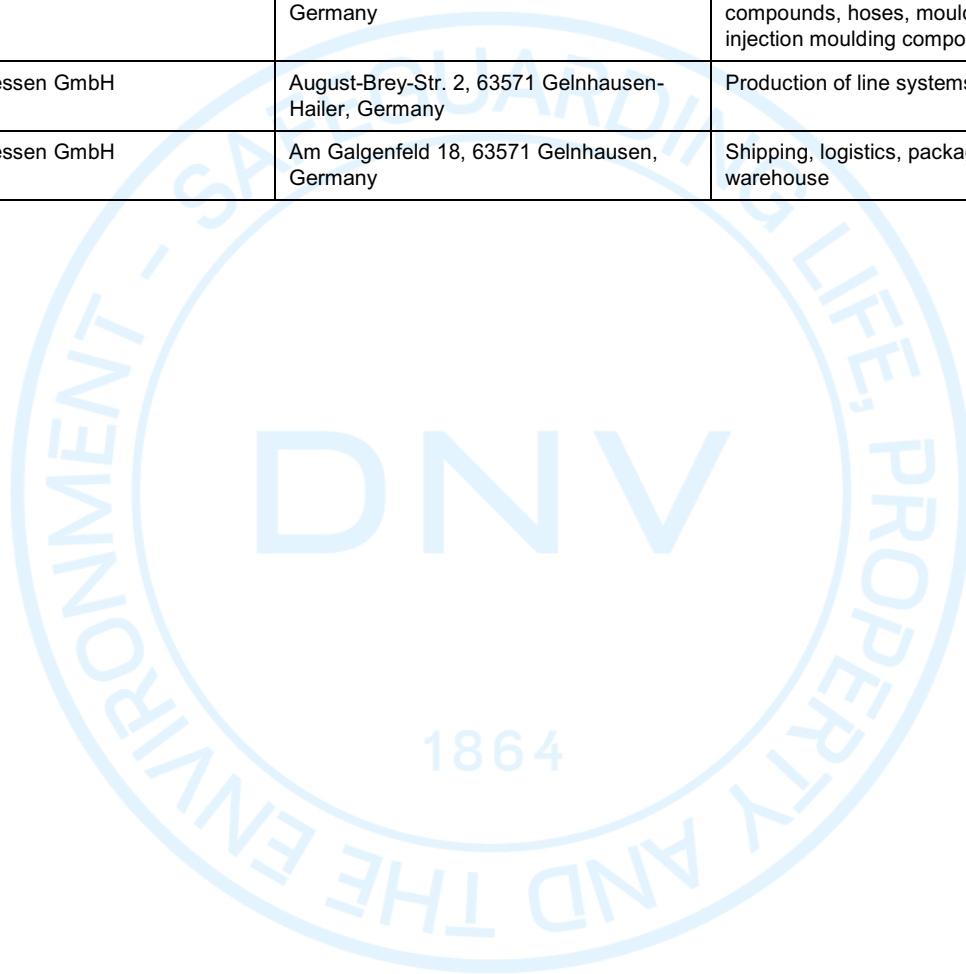 Germany
compounds, hoses, mould
injection moulding compo
essen GmbH
August-Brey-Str. 2, 63571 Gelnhausen-
Hailer, Germany
Production of line systems
essen GmbH
Am Galgenfeld 18, 63571 Gelnhausen,
Germany
Shipping, logistics, packa
warehouse
SAFEGUARDING LIFE, PROPERTY AND THE ENVIRONMENT -
DNV
1864